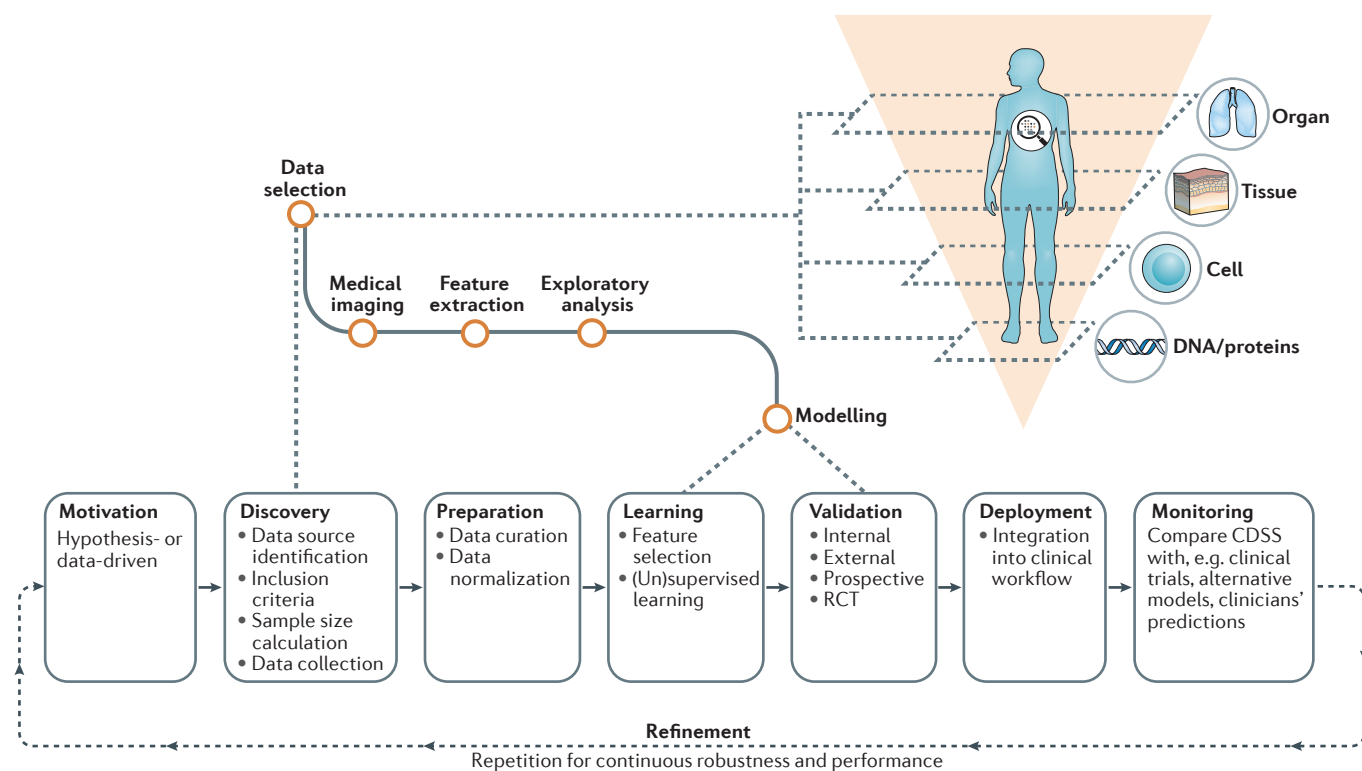 Organ
Data
selection
Tissue
Cell
Medical
imaging
Feature
extraction
Exploratory
analysis
DNA/proteins
Modelling
Motivation
Hypothesis- or
data-driven
Discovery
• Data source
identification
• Inclusion
criteria
• Sample size
calculation
• Data collection
Preparation
• Data curation
• Data
normalization
Learning
• Feature
selection
• (Un)supervised
learning
Validation
• Internal
• External
• Prospective
• RCT
Deployment
• Integration
into clinical
workflow
Monitoring
Compare CDSS
with, e.g. clinical
trials, alternative
models, clinicians’
predictions
Refinement
Repetition for continuous robustness and performance